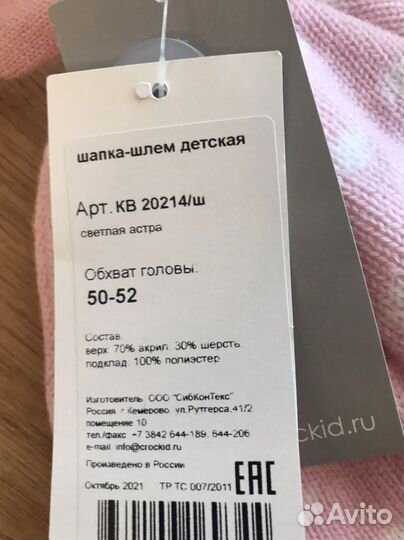 шапка-шлем детская
Арт. КВ 20214/ш
светлая астра
Обхват головы:
50-52
Состав:
верх: 70% акрил. 30% шерсть,
подклад. 100% полиэстер
Изготовитель: ООО "СибКонТекс"
Россия, г.Кемерово, ул.Рутгерса,41/2
помещение 10
тел./факс +7 3842 644-189, 644-206
e-mail: info@crockid.ru
Произведено в России
Октябрь 2021 ТР ТС 007/2011 ЕАС
ckid.ru
Avito